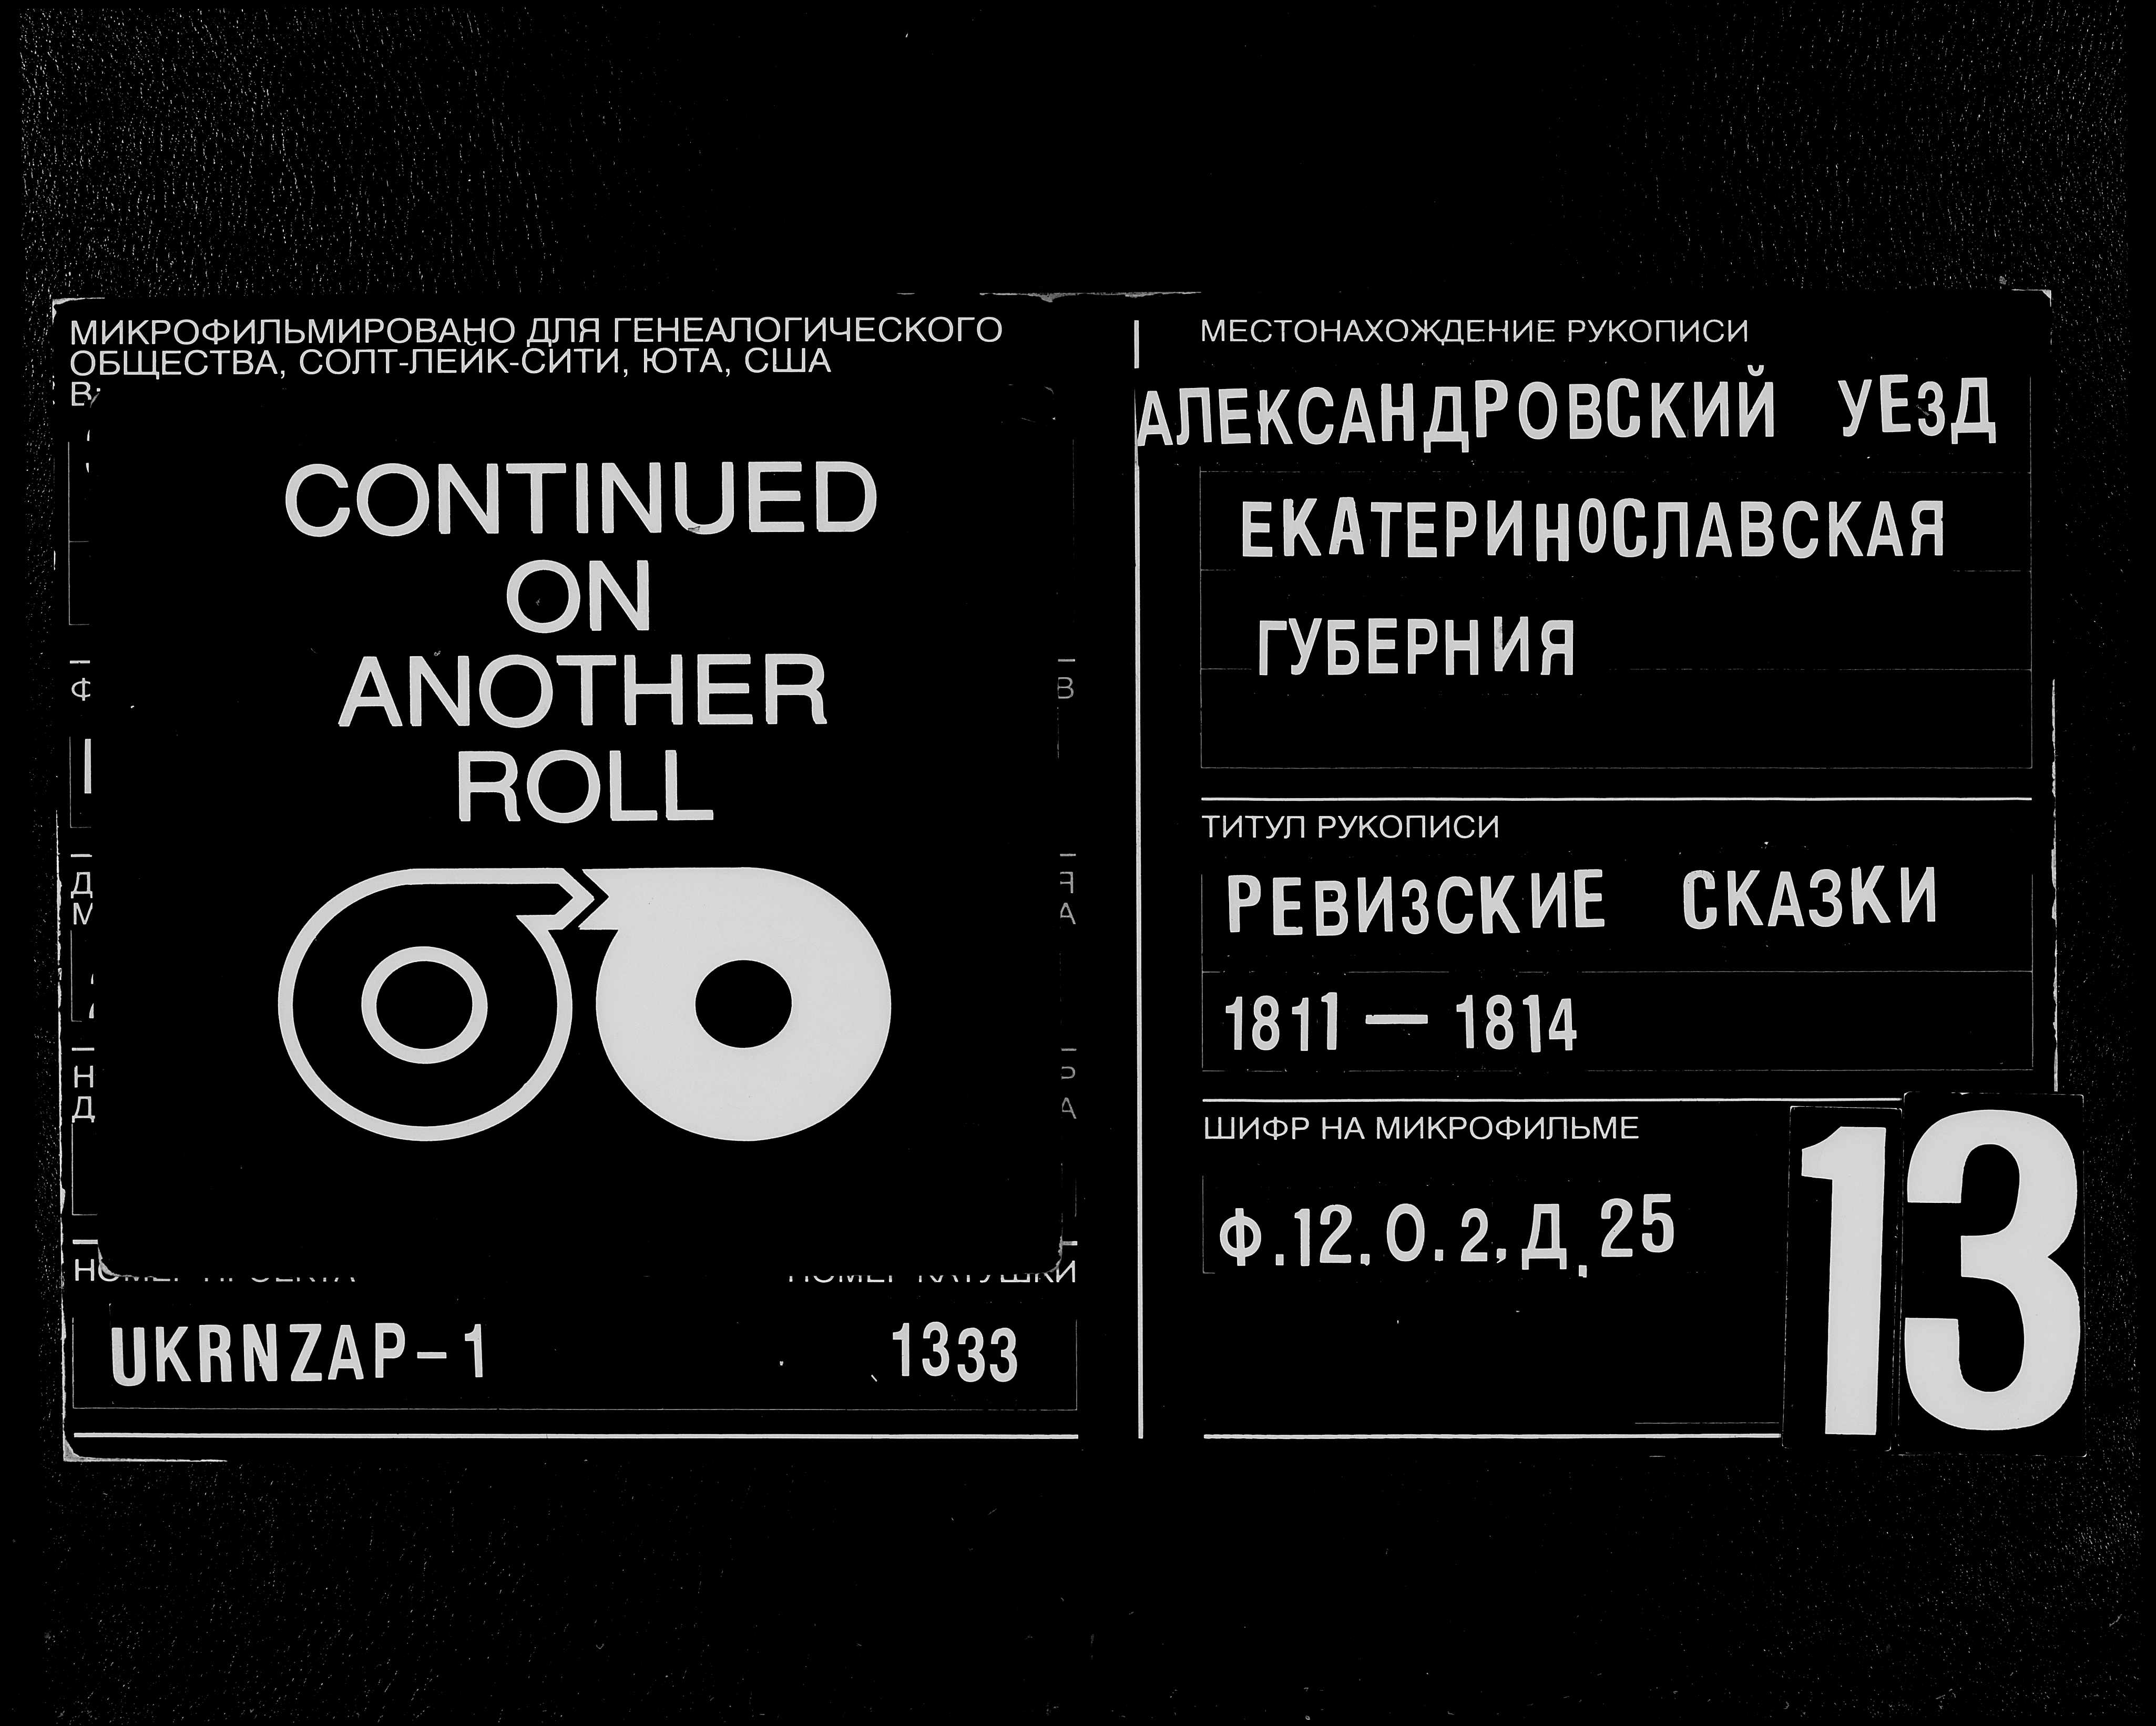 МИКРОФИЛЬМИРОВАНО ДЛЯ ГЕНЕАЛОГИЧЕСКОГО
ОБЩЕСТВА, СОЛТ-ЛЕЙК-СИТИ, ЮТА, США
CONTINUED
ON
ANOTHER
ROLL
UKRNZAP-1
1333
МЕСТОНАХОЖДЕНИЕ РУКОПИСИ
АЛЕКСАНДРОВСКИЙ УЕЗД
ЕКАТЕРИНОСЛАВСКАЯ
ГУБЕРНИЯ
ТИТУЛ РУКОПИСИ
РЕВИЗСКИЕ СКАЗКИ
1811 — 1814
ШИФР НА МИКРОФИЛЬМЕ
Ф.12, О.2, Д.25
13